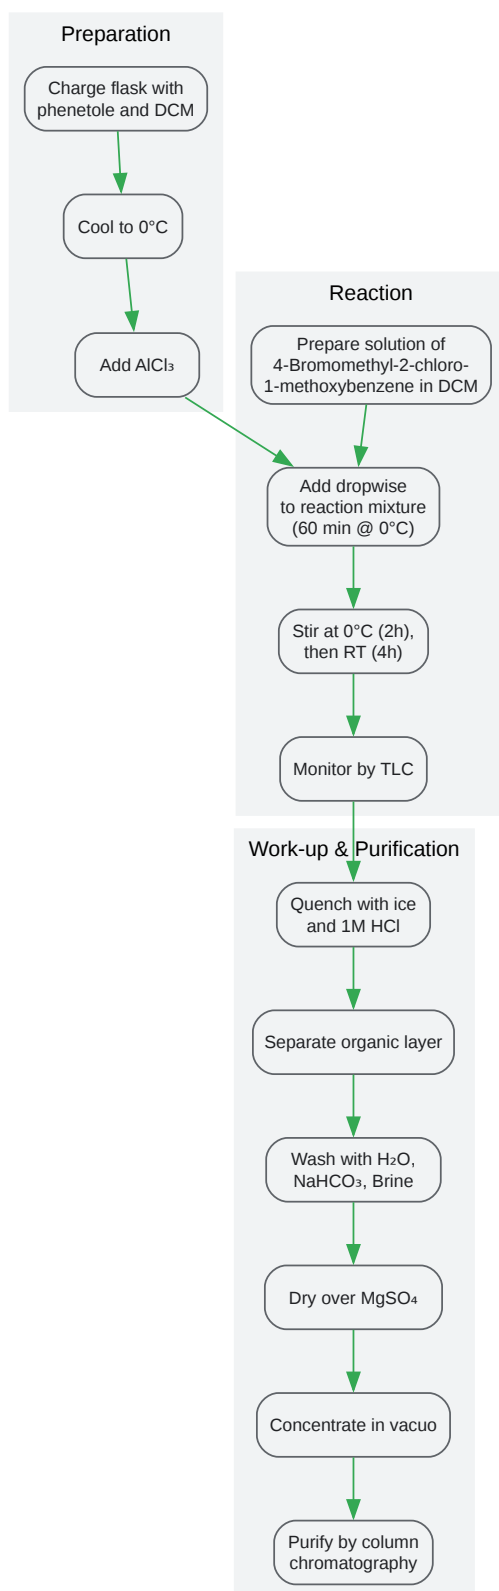 Preparation
Charge flask with
phenetole and DCM
Cool to 0°C
Add AlCl₃
Reaction
Prepare solution of
4-Bromomethyl-2-chloro-
1-methoxybenzene in DCM
Add dropwise
to reaction mixture
(60 min @ 0°C)
Stir at 0°C (2h),
then RT (4h)
Monitor by TLC
Work-up & Purification
Quench with ice
and 1M HCl
Separate organic layer
Wash with H₂O,
NaHCO₃, Brine
Dry over MgSO₄
Concentrate in vacuo
Purify by column
chromatography